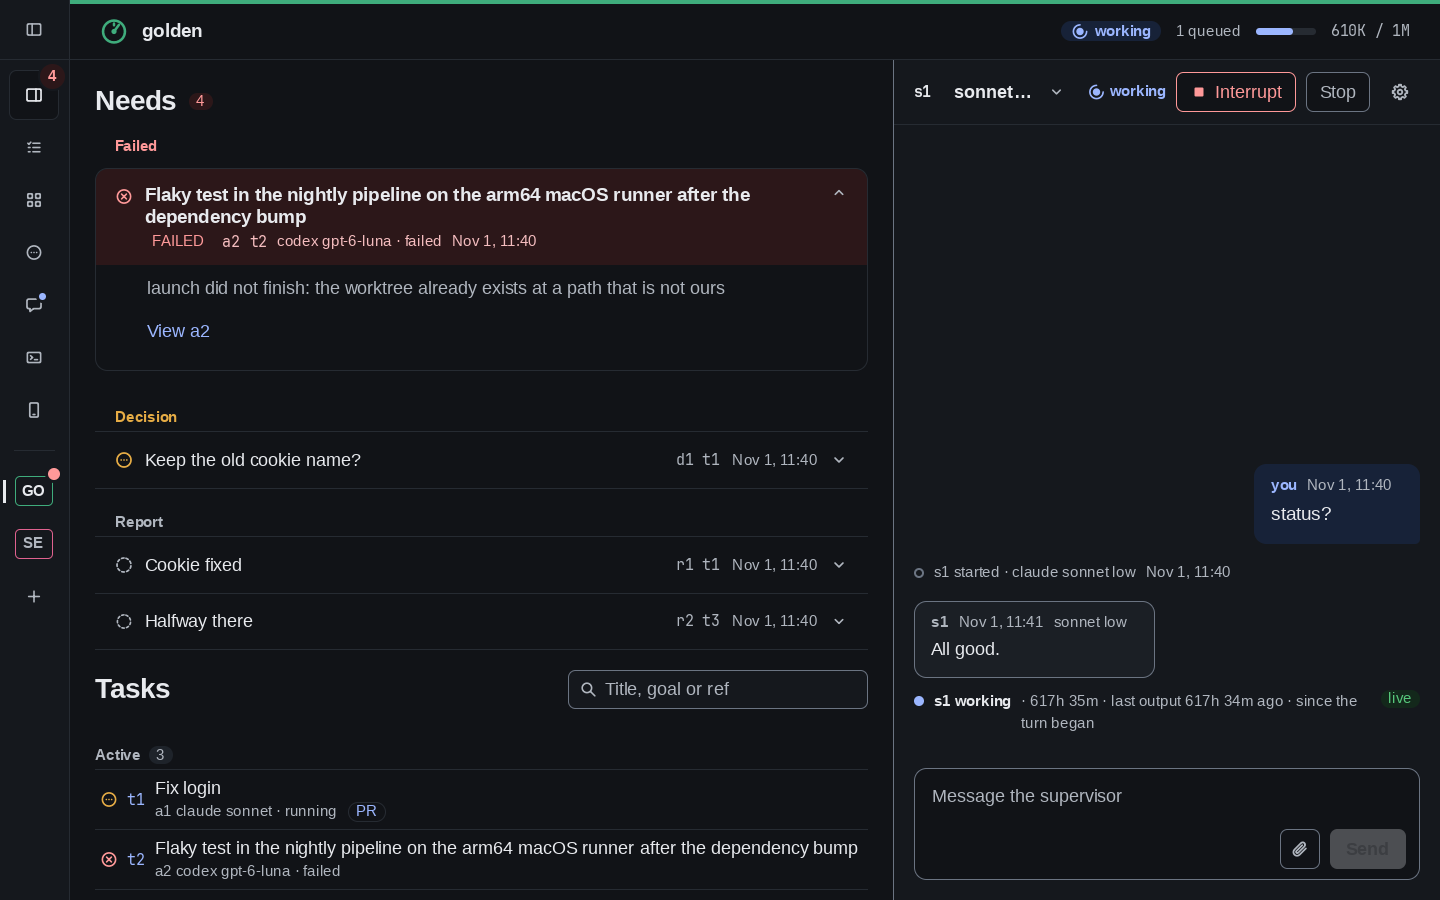 4
golden
working
1 queued
610K / 1M
GO
SE
Needs 4
Failed
Flaky test in the nightly pipeline on the arm64 macOS runner after the
dependency bump
FAILED a2 t2 codex gpt-6-luna · failed Nov 1, 11:40
launch did not finish: the worktree already exists at a path that is not ours
View a2
Decision
Keep the old cookie name? d1 t1 Nov 1, 11:40
Report
Cookie fixed r1 t1 Nov 1, 11:40
Halfway there r2 t3 Nov 1, 11:40
Tasks
Title, goal or ref
Active 3
t1 Fix login
a1 claude sonnet · running PR
t2 Flaky test in the nightly pipeline on the arm64 macOS runner after the dependency bump
a2 codex gpt-6-luna · failed
s1 sonnet… working Interrupt Stop
you Nov 1, 11:40
status?
s1 started · claude sonnet low Nov 1, 11:40
s1 Nov 1, 11:41 sonnet low
All good.
s1 working · 617h 35m · last output 617h 34m ago · since the
turn began
live
Message the supervisor
Send